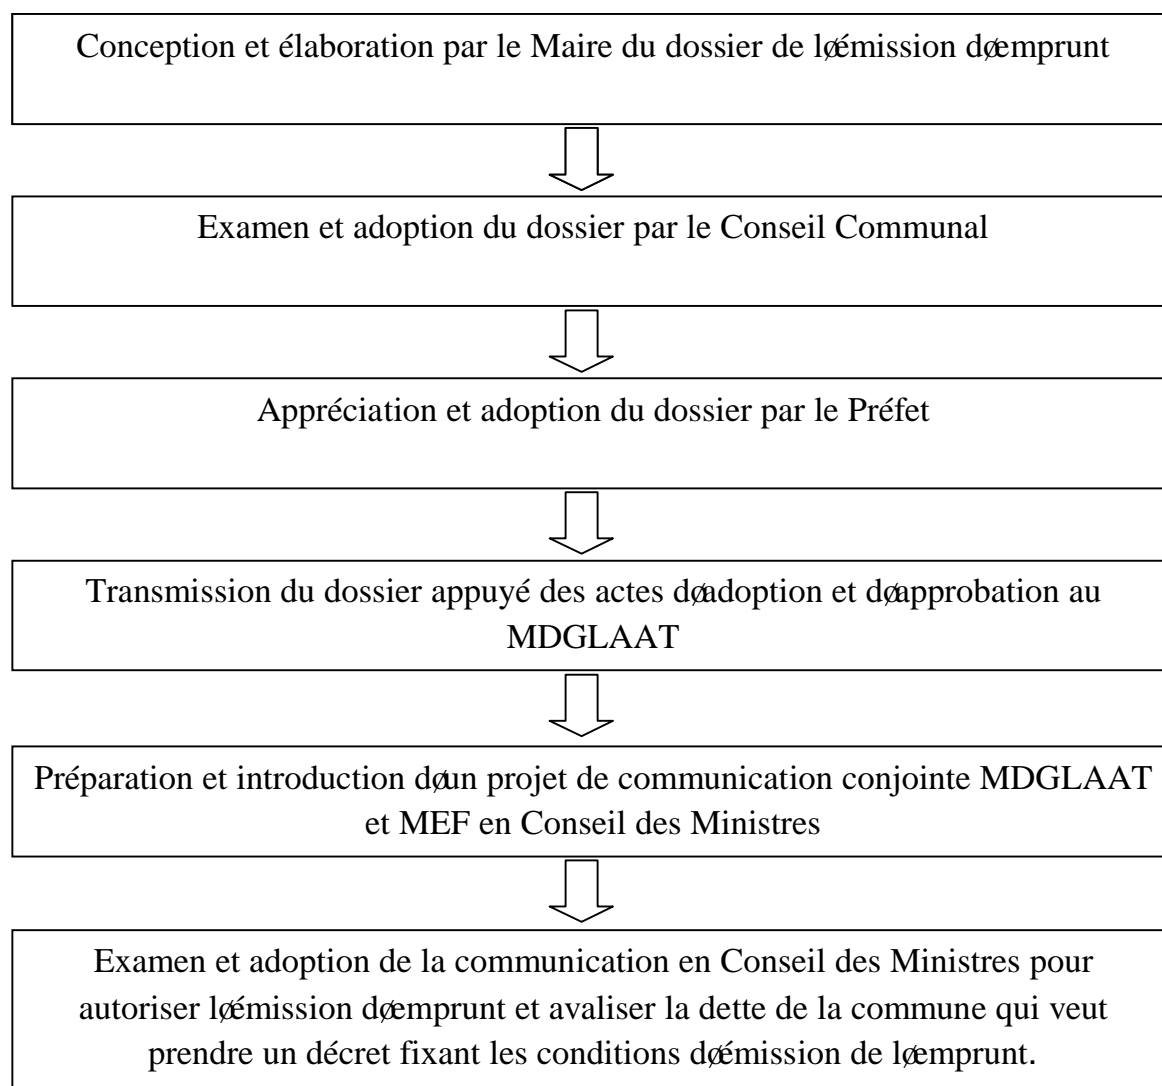 Conception et élaboration par le Maire du dossier de løémission døemprunt
Examen et adoption du dossier par le Conseil Communal
Appréciation et adoption du dossier par le Préfet
Transmission du dossier appuyé des actes døadoption et døapprobation au
MDGLAAT
Préparation et introduction døun projet de communication conjointe MDGLAAT
et MEF en Conseil des Ministres
Examen et adoption de la communication en Conseil des Ministres pour
autoriser løémission døemprunt et avaliser la dette de la commune qui veut
prendre un décret fixant les conditions døémission de løemprunt.